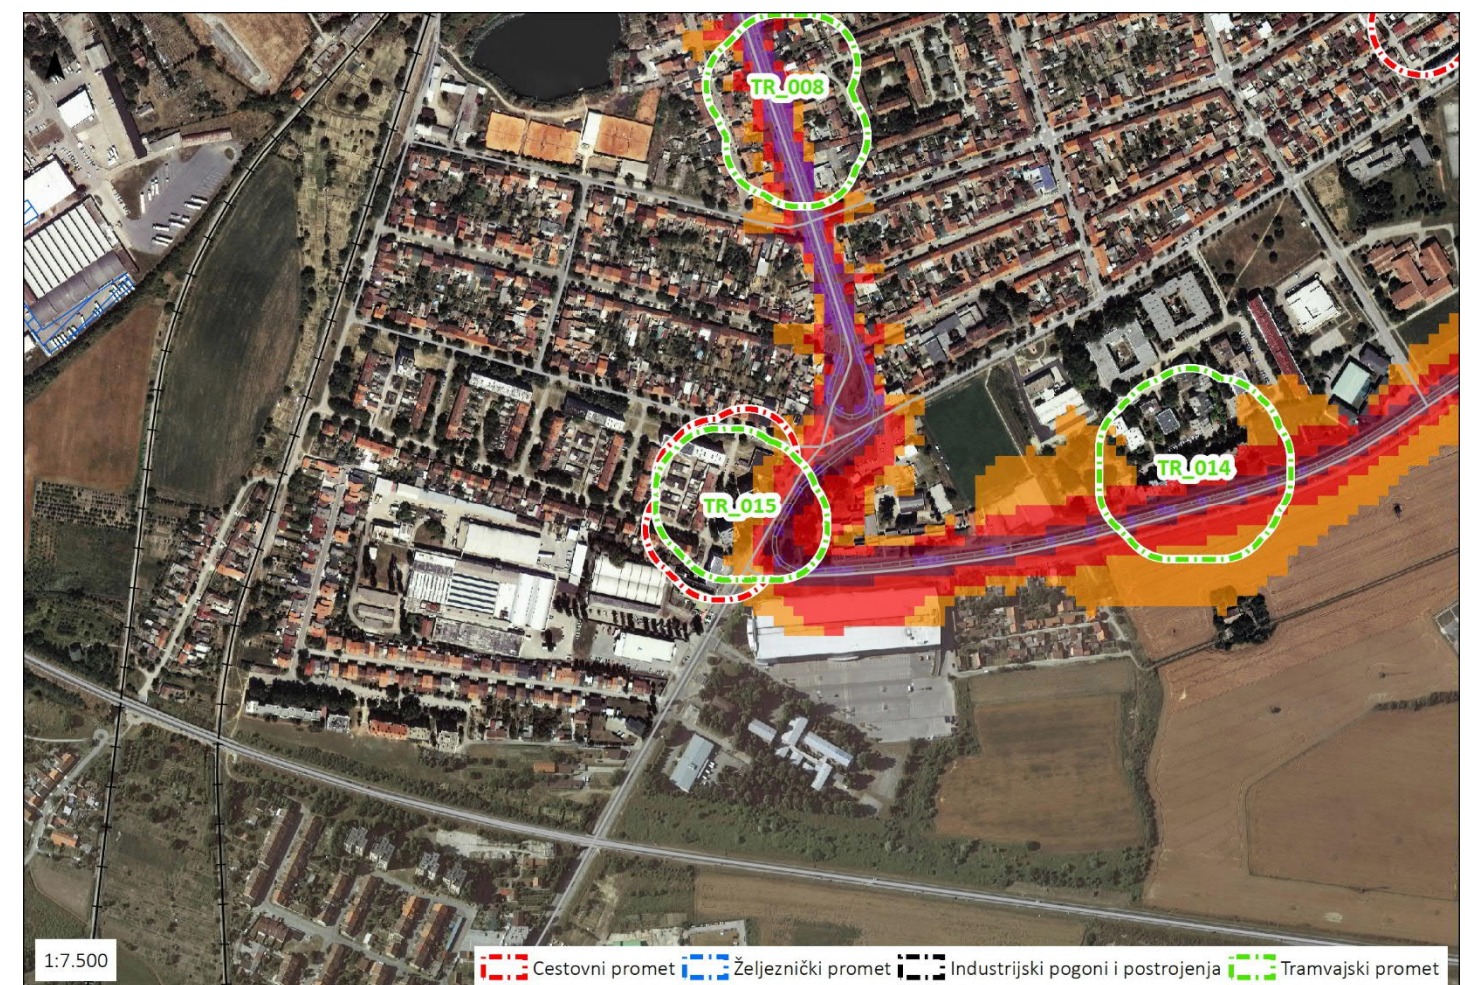 TR_008
TR_014
TR_015
1:7.500
Cestovni promet
Željeznički promet
Industrijski pogoni i postrojenja
Tramvajski promet